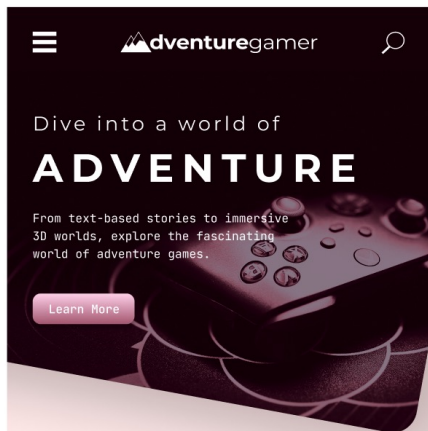 dventuregamer
Dive into a world of
ADVENTURE
From text-based stories to immersive
3D worlds, explore the fascinating
world of adventure games.
Learn More